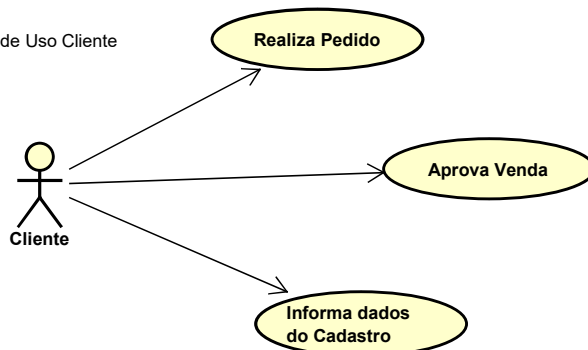 de Uso Cliente
Realiza Pedido
Aprova Venda
Cliente
Informa dados
do Cadastro